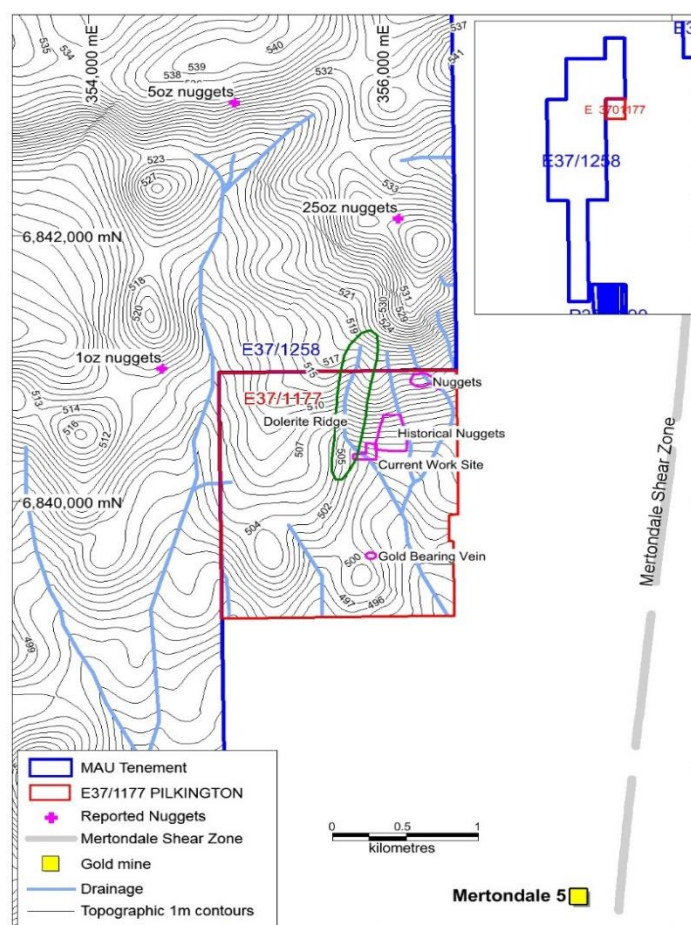 354,000 mE
356,000 mE
535
534
540
539
538
536
532
537
541
5oz nuggets
523
527
533
25oz nuggets
6,842,000 mN
518
520
521
530
531
529
524
519
1oz nuggets
E37/1258
517
515
513
514
516
512
E37/1177
510
Dolerite Ridge
Nuggets
Historical Nuggets
507
505
Current Work Site
6,840,000 mN
502
504
Gold Bearing Vein
500
497
496
499
E 3701177
E37/1258
Mertondale Shear Zone
MAU Tenement
E37/1177 PILKINGTON
Reported Nuggets
Mertondale Shear Zone
Gold mine
Drainage
Topographic 1m contours
0 0.5 1
kilometres
Mertondale 5